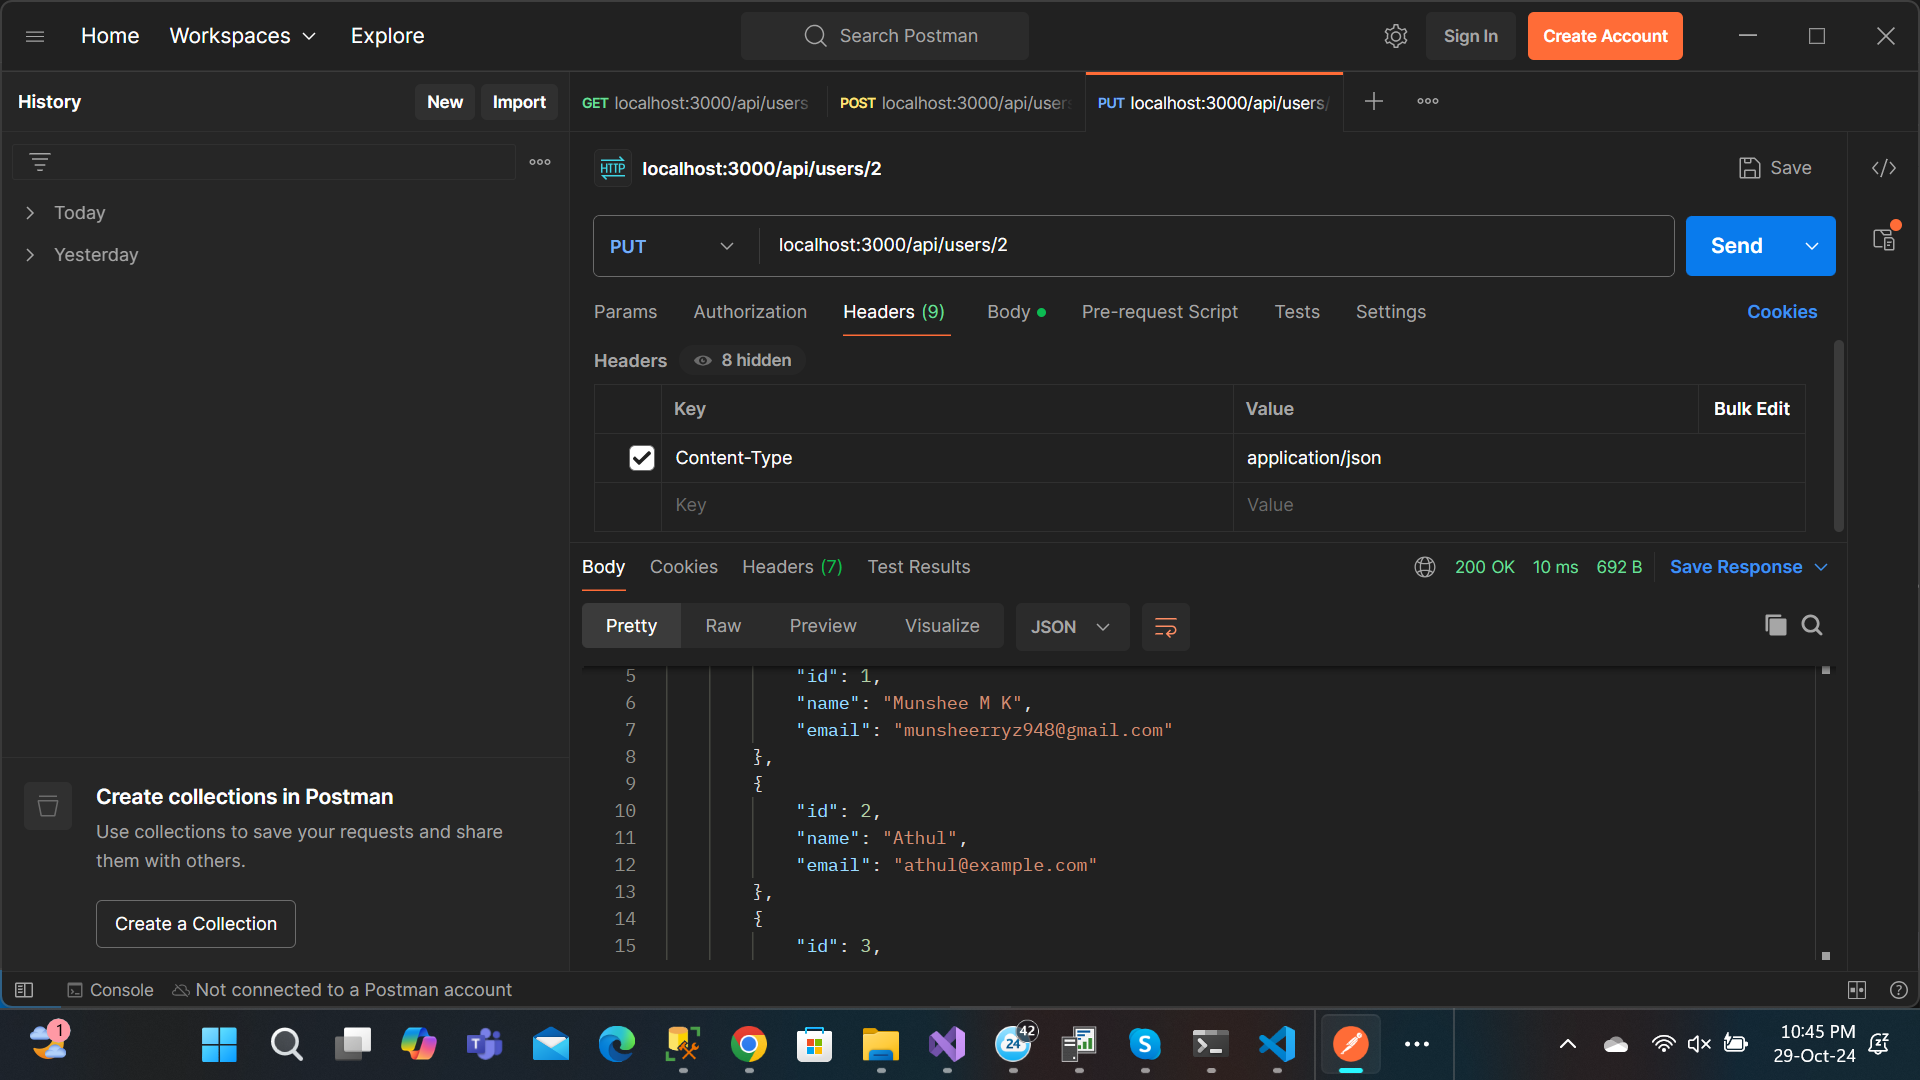 Home Workspaces Explore Search Postman Sign In Create Account
History New Import
GET localhost:3000/api/users POST localhost:3000/api/users PUT localhost:3000/api/users/
HTTP localhost:3000/api/users/2 Save
Today
Yesterday
PUT localhost:3000/api/users/2 Send
Params Authorization Headers (9) Body Pre-request Script Tests Settings Cookies
Headers 8 hidden
Key Value Bulk Edit
Content-Type application/json
Key Value
Body Cookies Headers (7) Test Results 200 OK 10 ms 692 B Save Response
Pretty Raw Preview Visualize JSON
5 "id": 1,
6 "name": "Munshee M K",
7 "email": "munsheerryz948@gmail.com"
8 },
9 {
10 "id": 2,
11 "name": "Athul",
12 "email": "athul@example.com"
13 },
14 {
15 "id": 3,
Create collections in Postman
Use collections to save your requests and share
them with others.
Create a Collection
Console Not connected to a Postman account
1
42
24
10:45 PM
29-Oct-24